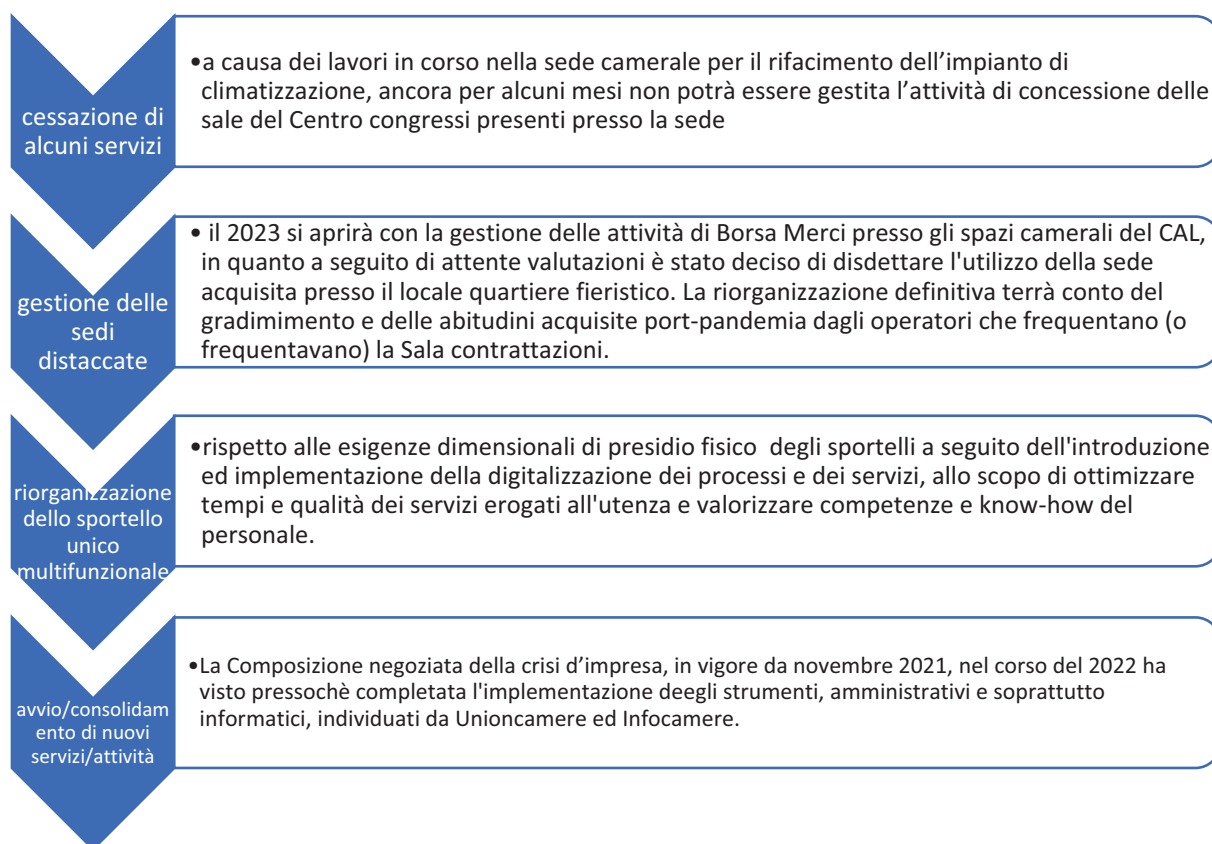 cessazione di
alcuni servizi
•a causa dei lavori in corso nella sede camerale per il rifacimento dell’impianto di
climatizzazione, ancora per alcuni mesi non potrà essere gestita l’attività di concessione delle
sale del Centro congressi presenti presso la sede
gestione delle
sedi
distaccate
• il 2023 si aprirà con la gestione delle attività di Borsa Merci presso gli spazi camerali del CAL,
in quanto a seguito di attente valutazioni è stato deciso di disdettare l'utilizzo della sede
acquisita presso il locale quartiere fieristico. La riorganizzazione definitiva terrà conto del
gradimimento e delle abitudini acquisite port-pandemia dagli operatori che frequentano (o
frequentavano) la Sala contrattazioni.
riorganizzazione
dello sportello
unico
multifunzionale
•rispetto alle esigenze dimensionali di presidio fisico degli sportelli a seguito dell'introduzione
ed implementazione della digitalizzazione dei processi e dei servizi, allo scopo di ottimizzare
tempi e qualità dei servizi erogati all'utenza e valorizzare competenze e know-how del
personale.
avvio/consolidam
ento di nuovi
servizi/attività
•La Composizione negoziata della crisi d’impresa, in vigore da novembre 2021, nel corso del 2022 ha
visto pressochè completata l'implementazione deegli strumenti, amministrativi e soprattutto
informatici, individuati da Unioncamere ed Infocamere.